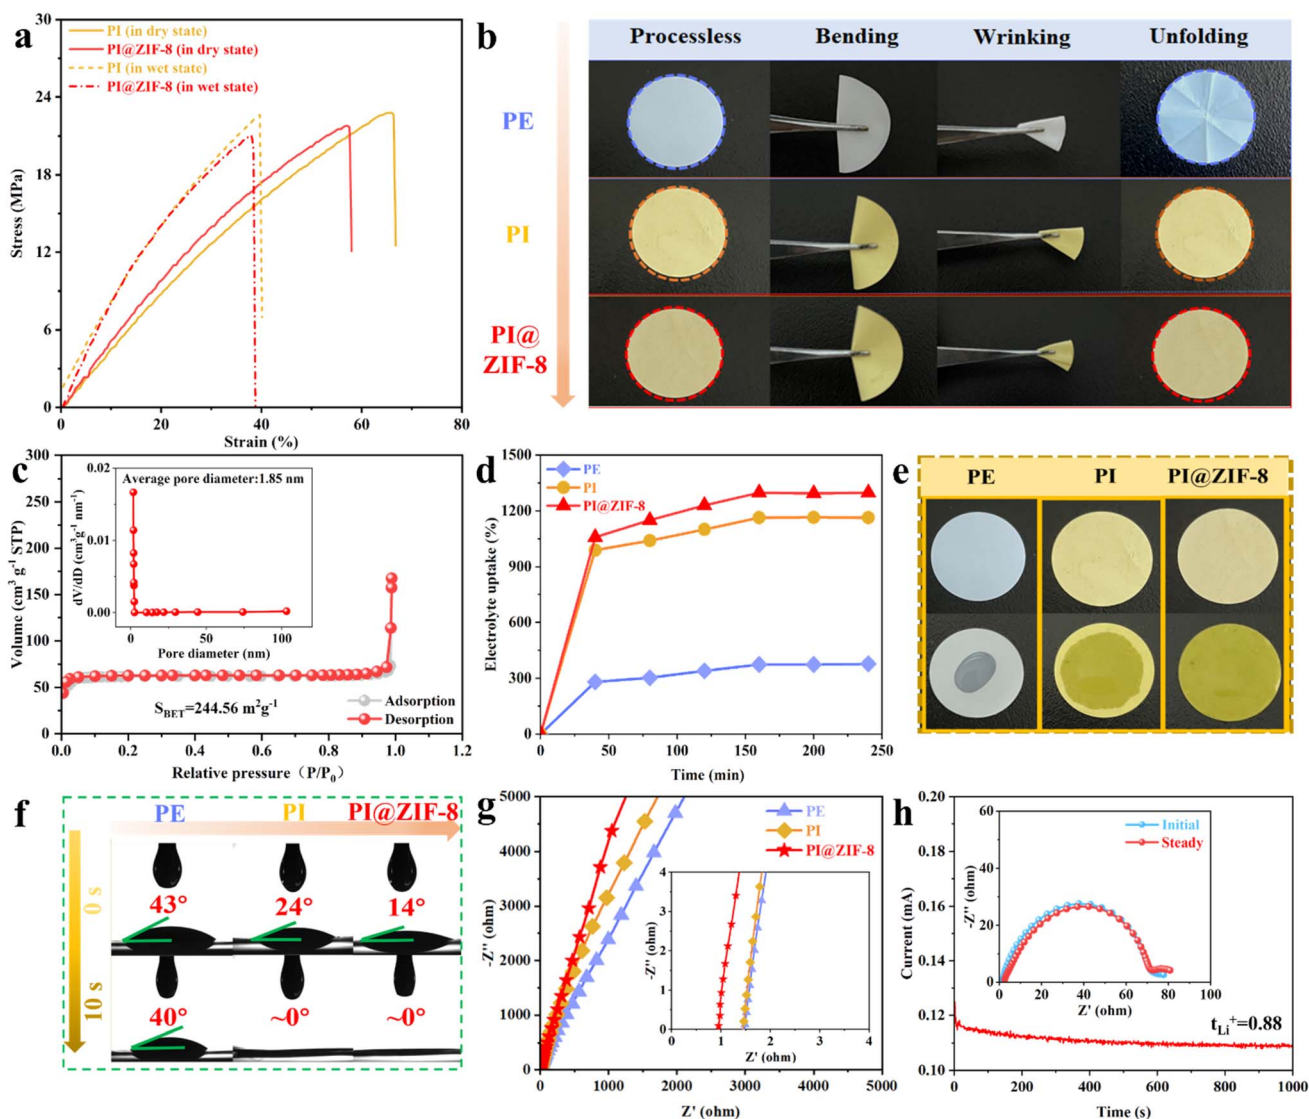 a
30
24
18
12
6
0
Stress (MPa)
PI (in dry state)
PI@ZIF-8 (in dry state)
PI (in wet state)
PI@ZIF-8 (in wet state)
0 20 40 60 80
Strain (%)
b
Processless Bending Wrinking Unfolding
PE
PI
PI@
ZIF-8
c
300
250
200
150
100
50
0
Volume (cm³ g⁻¹ STP)
0.02
0.01
0.00
dV/dD (cm³g⁻¹ nm⁻¹)
Average pore diameter:1.85 nm
0 50 100
Pore diameter (nm)
S_BET=244.56 m²g⁻¹
Adsorption
Desorption
0.0 0.2 0.4 0.6 0.8 1.0 1.2
Relative pressure（P/P₀）
d
1500
1200
900
600
300
0
Electrolyte uptake (%)
PE
PI
PI@ZIF-8
0 50 100 150 200 250
Time (min)
e
PE PI PI@ZIF-8
f
PE PI PI@ZIF-8
0 s
43° 24° 14°
10 s
40° ~0° ~0°
g
5000
4000
3000
2000
1000
0
-Z'' (ohm)
PE
PI
PI@ZIF-8
4
3
2
1
0
-Z'' (ohm)
0 1 2 3 4
Z' (ohm)
0 1000 2000 3000 4000 5000
Z' (ohm)
h
0.20
0.18
0.16
0.14
0.12
0.10
Current (mA)
60
40
20
0
-Z'' (ohm)
Initial
Steady
0 20 40 60 80 100
Z' (ohm)
t_Li⁺=0.88
0 200 400 600 800 1000
Time (s)